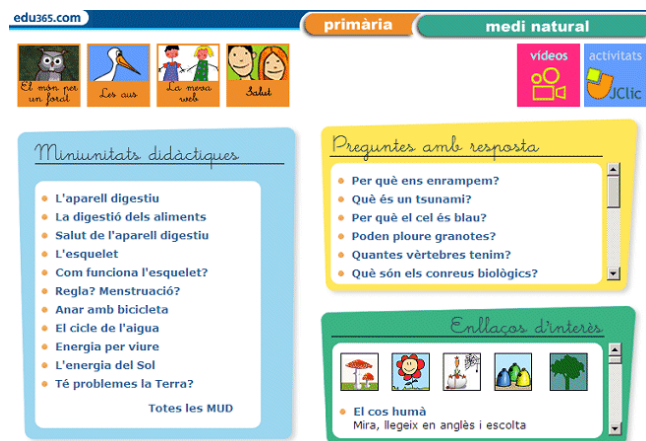 edu365.com
primària
medi natural
El món per
un forat
Les aus
La meva
web
Salut
vídeos
activitats
JClic
Miniunitats didàctiques
L'aparell digestiu
La digestió dels aliments
Salut de l'aparell digestiu
L'esquelet
Com funciona l'esquelet?
Regla? Menstruació?
Anar amb bicicleta
El cicle de l'aigua
Energia per viure
L'energia del Sol
Té problemes la Terra?
Totes les MUD
Preguntes amb resposta
Per què ens enrampem?
Què és un tsunami?
Per què el cel és blau?
Poden ploure granotes?
Quantes vèrtebres tenim?
Què són els conreus biològics?
Enllaços d'interès
El cos humà
Mira, llegeix en anglès i escolta